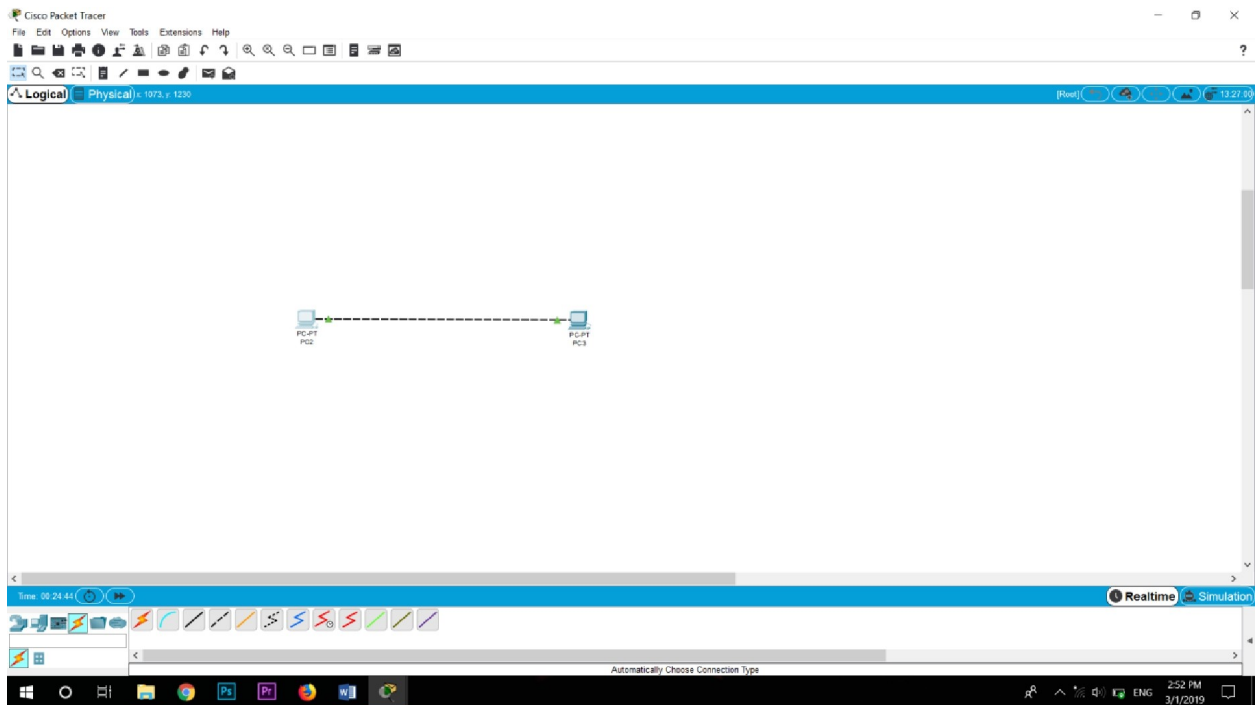 Cisco Packet Tracer
File Edit Options View Tools Extensions Help
?
Logical Physical x: 1073, y: 1230 [Root] 13:27:00
PC-PT
PC2
PC-PT
PC3
Time: 00:24:44 Realtime Simulation
Automatically Choose Connection Type
Ps Pr W ENG 2:52 PM
3/1/2019